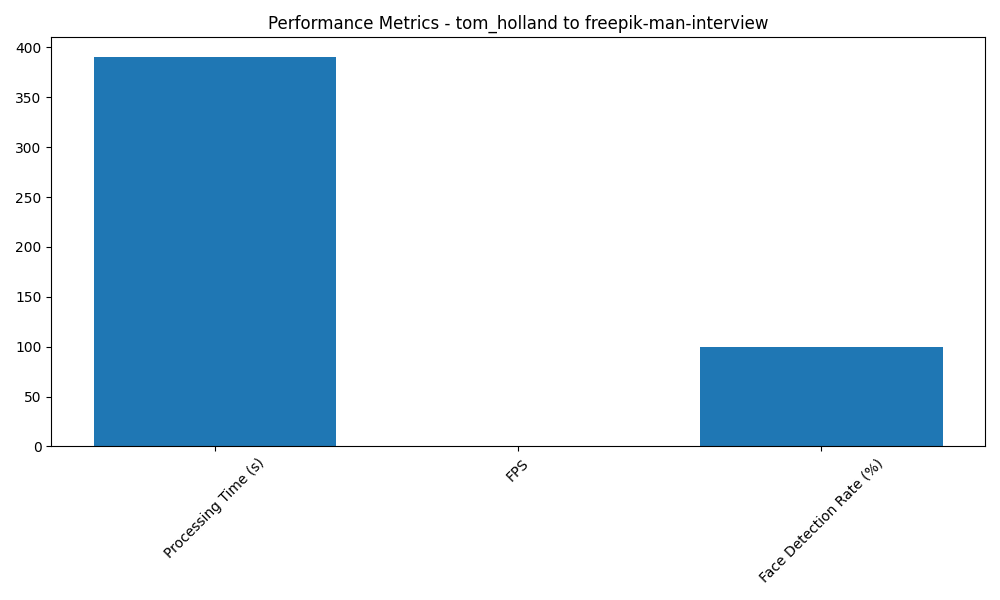 Performance Metrics - tom_holland to freepik-man-interview
400
350
300
250
200
150
100
50
0
Processing Time (s)
FPS
Face Detection Rate (%)